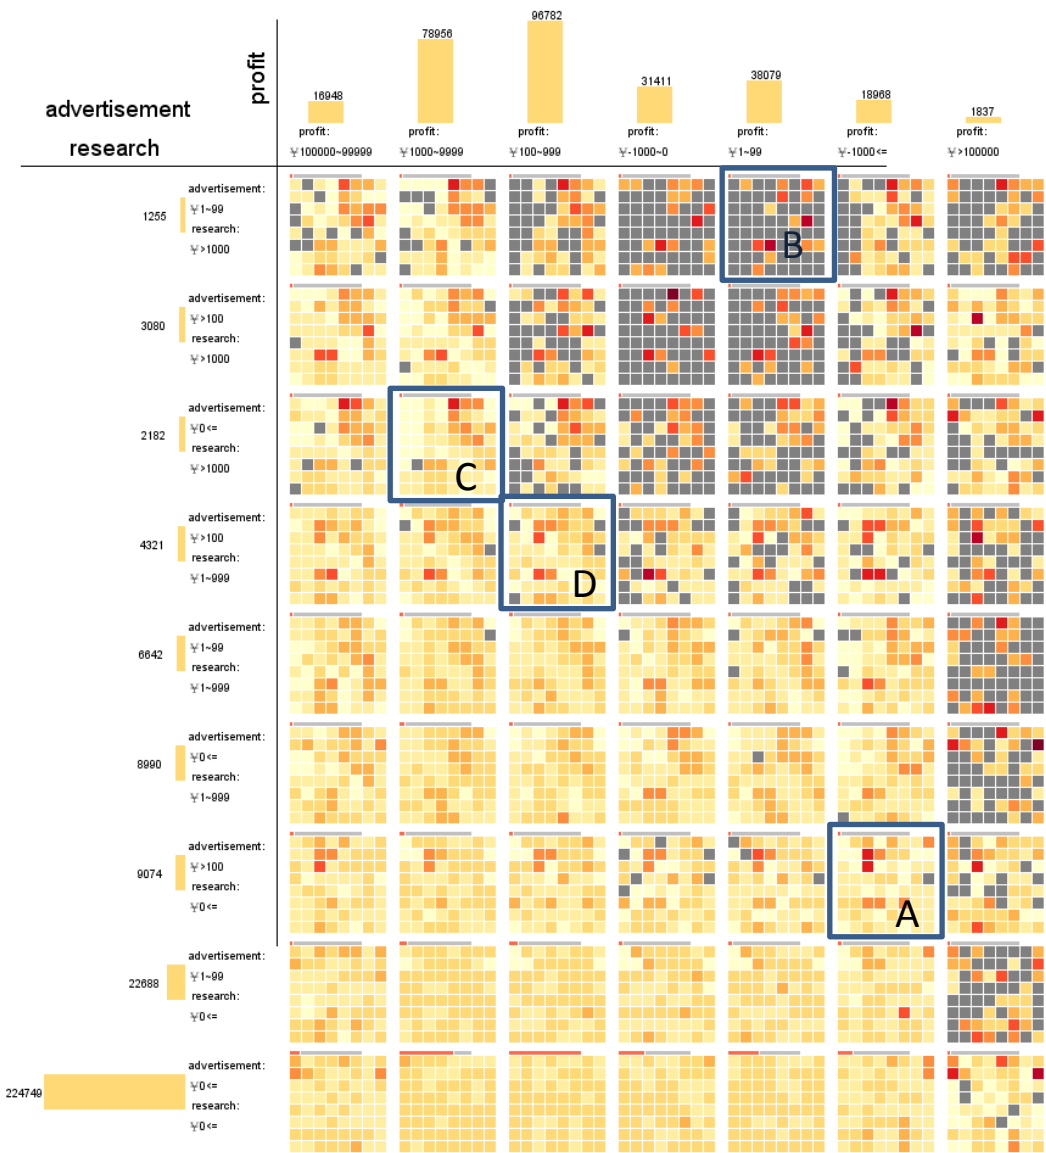 96782
78956
profit
38079
31411
18968
16948
1837
advertisement
research
profit: profit: profit: profit: profit: profit: profit:
￥100000~99999 ￥1000~9999 ￥100~999 ￥-1000~0 ￥1~99 ￥-1000<= ￥>100000
advertisement:
1255 ￥1~99
research:
￥>1000
B
advertisement:
3080 ￥>100
research:
￥>1000
advertisement:
2182 ￥0<=
research:
￥>1000
C
advertisement:
4321 ￥>100
research:
￥1~999
D
advertisement:
6642 ￥1~99
research:
￥1~999
advertisement:
8990 ￥0<=
research:
￥1~999
advertisement:
9074 ￥>100
research:
￥0<=
A
advertisement:
22688 ￥1~99
research:
￥0<=
advertisement:
224749 ￥0<=
research:
￥0<=